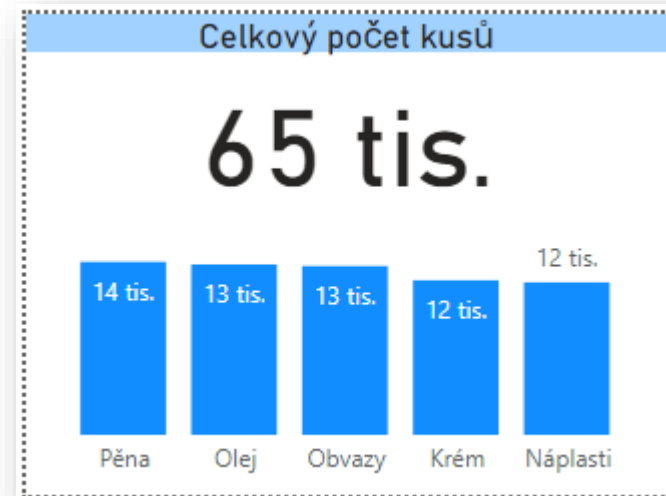 Celkový počet kusů
65 tis.
12 tis.
14 tis. 13 tis. 13 tis. 12 tis.
Pěna Olej Obvazy Krém Náplasti